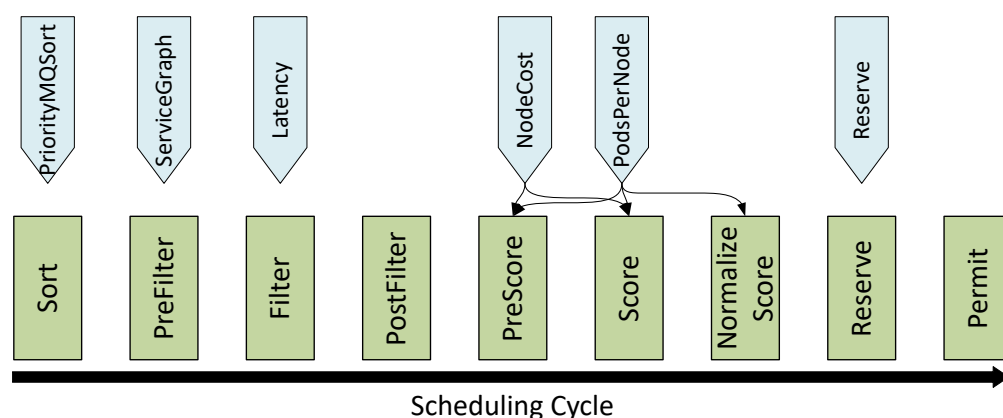 PriorityMQSort
ServiceGraph
Latency
NodeCost
PodsPerNode
Reserve
Sort
PreFilter
Filter
PostFilter
PreScore
Score
Normalize
Score
Reserve
Permit
Scheduling Cycle